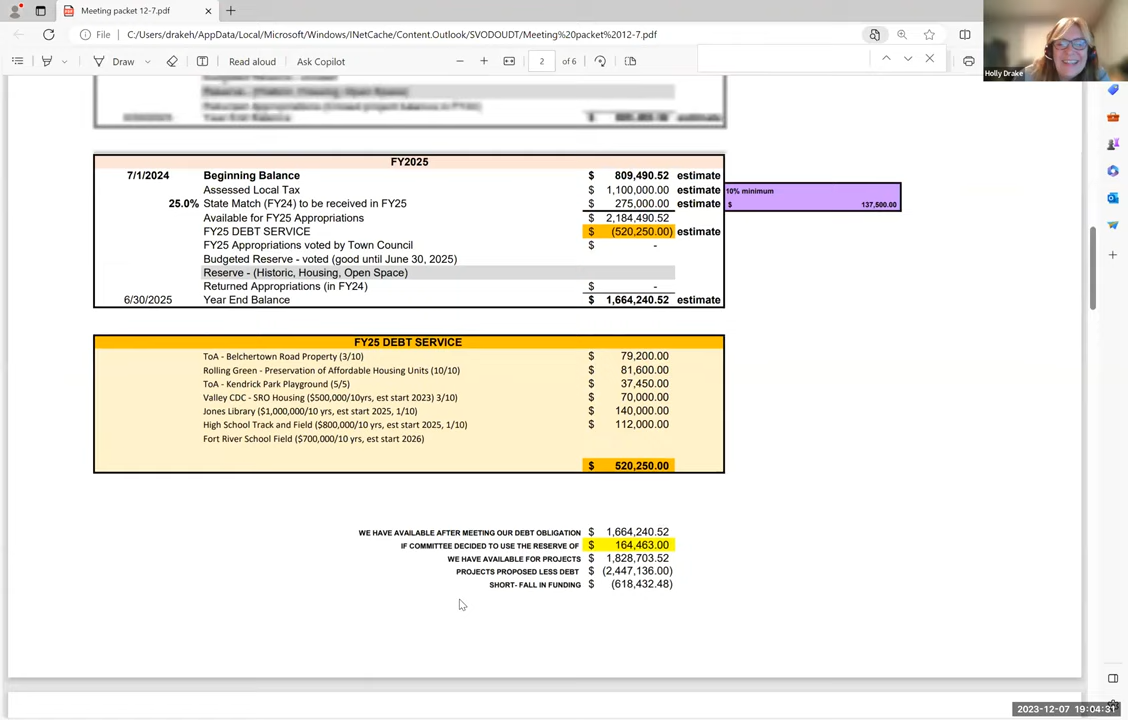 Meeting packet 12-7.pdf
File C:/Users/drakeh/AppData/Local/Microsoft/Windows/INetCache/Content.Outlook/SVODOUDT/Meeting%20packet%2012-7.pdf
Draw Read aloud Ask Copilot 2 of 6
Holly Drake
Year End Balance $ estimate
FY2025
7/1/2024 Beginning Balance $ 809,490.52 estimate
Assessed Local Tax $ 1,100,000.00 estimate
25.0% State Match (FY24) to be received in FY25 $ 275,000.00 estimate
Available for FY25 Appropriations $ 2,184,490.52
FY25 DEBT SERVICE $ (520,250.00) estimate
FY25 Appropriations voted by Town Council $ -
Budgeted Reserve - voted (good until June 30, 2025)
Reserve - (Historic, Housing, Open Space)
Returned Appropriations (in FY24) $ -
6/30/2025 Year End Balance $ 1,664,240.52 estimate
10% minimum
$ 137,500.00
FY25 DEBT SERVICE
ToA - Belchertown Road Property (3/10) $ 79,200.00
Rolling Green - Preservation of Affordable Housing Units (10/10) $ 81,600.00
ToA - Kendrick Park Playground (5/5) $ 37,450.00
Valley CDC - SRO Housing ($500,000/10yrs, est start 2023) 3/10) $ 70,000.00
Jones Library ($1,000,000/10 yrs, est start 2025, 1/10) $ 140,000.00
High School Track and Field ($800,000/10 yrs, est start 2025, 1/10) $ 112,000.00
Fort River School Field ($700,000/10 yrs, est start 2026)
$ 520,250.00
WE HAVE AVAILABLE AFTER MEETING OUR DEBT OBLIGATION $ 1,664,240.52
IF COMMITTEE DECIDED TO USE THE RESERVE OF $ 164,463.00
WE HAVE AVAILABLE FOR PROJECTS $ 1,828,703.52
PROJECTS PROPOSED LESS DEBT $ (2,447,136.00)
SHORT- FALL IN FUNDING $ (618,432.48)
2023-12-07 19:04:31